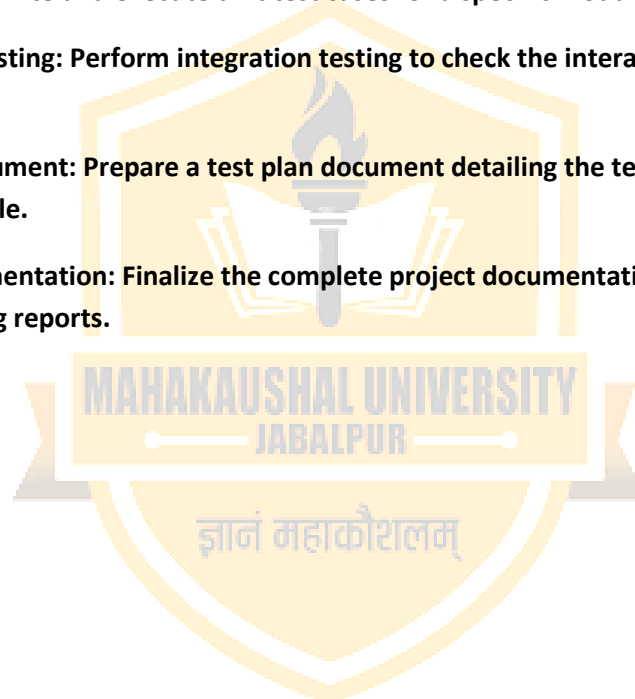 sting: Perform integration testing to check the intera
ument: Prepare a test plan document detailing the te
le.
nentation: Finalize the complete project documentati
g reports.
MAHAKAUSHAL UNIVERSITY
JABALPUR
ज्ञानं महाकौशलम्